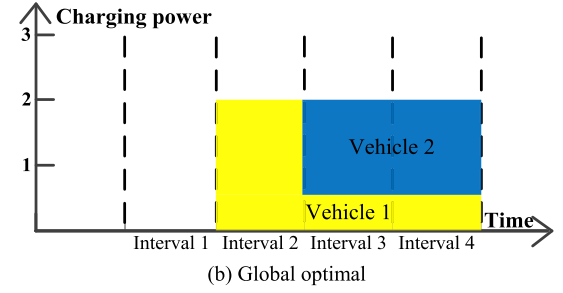 Charging power
3
2
Vehicle 2
1
Vehicle 1
Time
Interval 1 Interval 2 Interval 3 Interval 4
(b) Global optimal